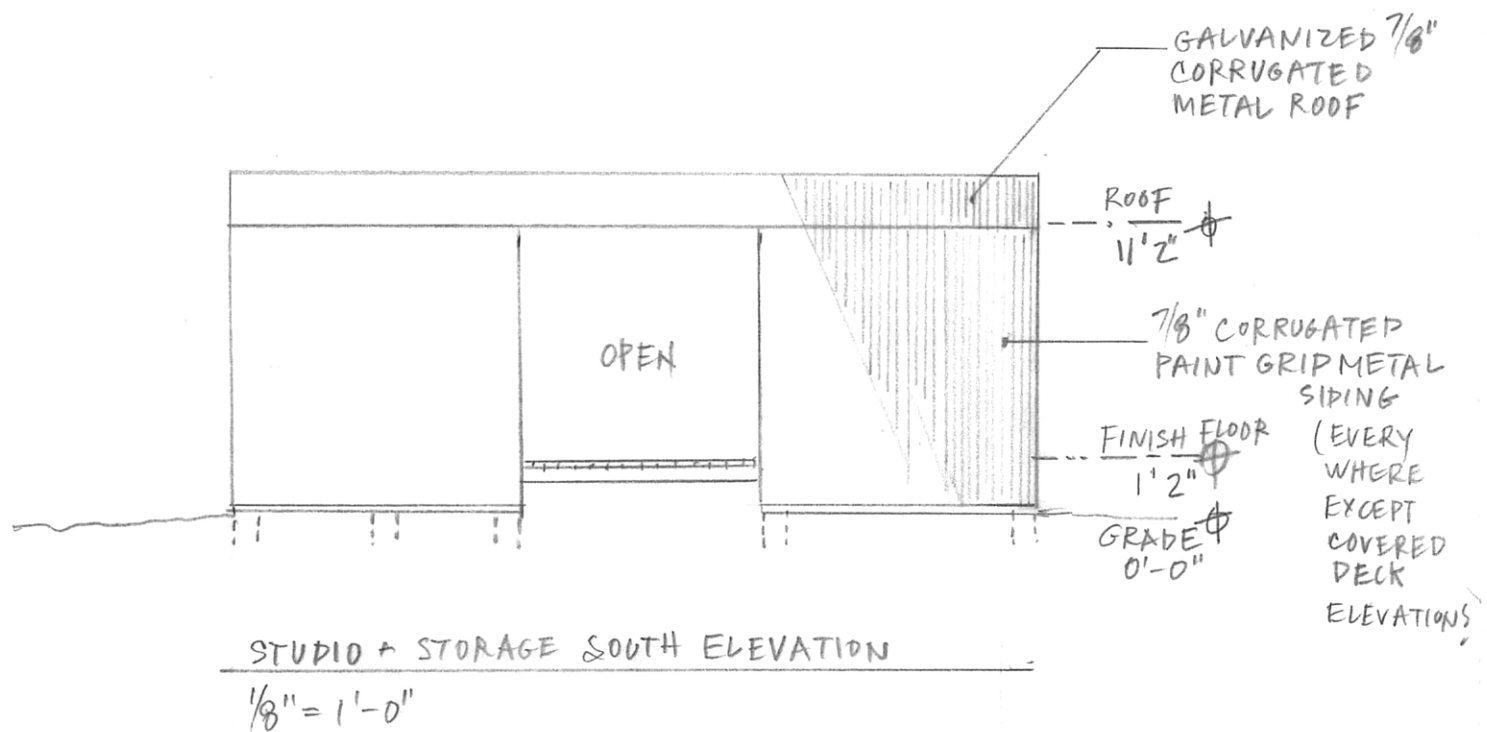 GALVANIZED 7/8"
CORRUGATED
METAL ROOF
ROOF
11'2"
7/8" CORRUGATED
PAINT GRIP METAL
SIDING
(EVERY
WHERE
EXCEPT
COVERED
DECK
ELEVATIONS)
OPEN
FINISH FLOOR
1'2"
GRADE
0'-0"
STUDIO + STORAGE SOUTH ELEVATION
1/8" = 1'-0"